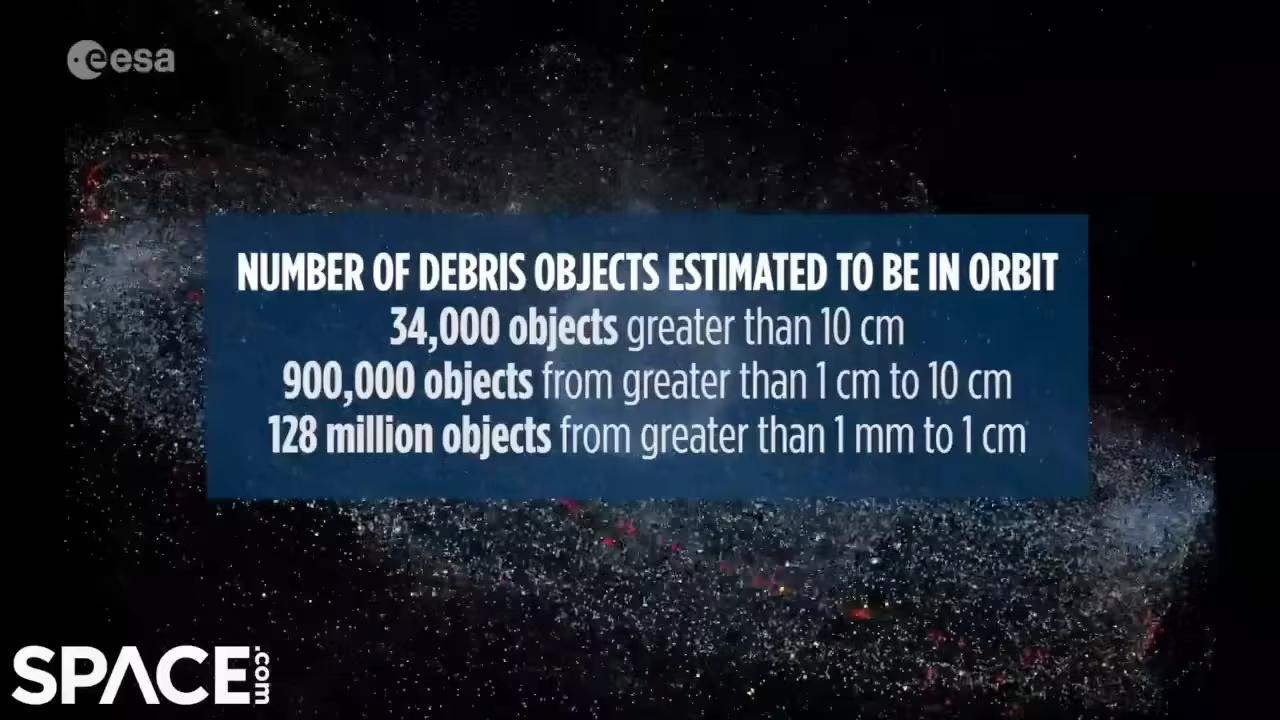 esa
NUMBER OF DEBRIS OBJECTS ESTIMATED TO BE IN ORBIT
34,000 objects greater than 10 cm
900,000 objects from greater than 1 cm to 10 cm
128 million objects from greater than 1 mm to 1 cm
SPACE.com